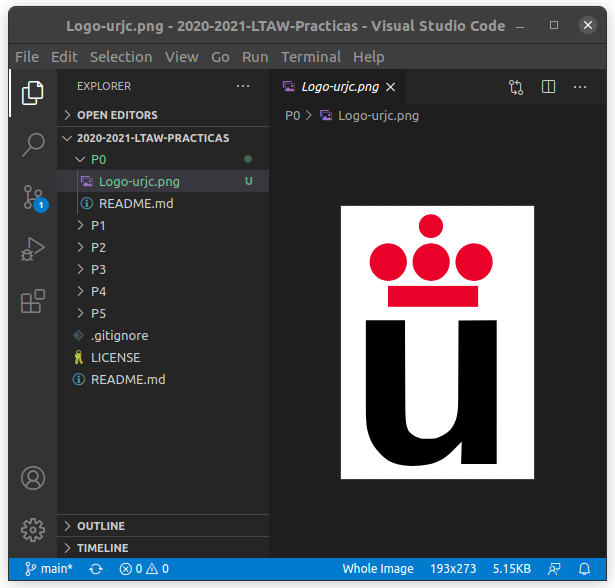 Logo-urjc.png - 2020-2021-LTAW-Practicas - Visual Studio Code
File Edit Selection View Go Run Terminal Help
EXPLORER
OPEN EDITORS
2020-2021-LTAW-PRACTICAS
P0
Logo-urjc.png U
README.md
P1
P2
P3
P4
P5
.gitignore
LICENSE
README.md
OUTLINE
TIMELINE
1
Logo-urjc.png
P0 > Logo-urjc.png
u
main* 0 0 Whole Image 193x273 5.15KB